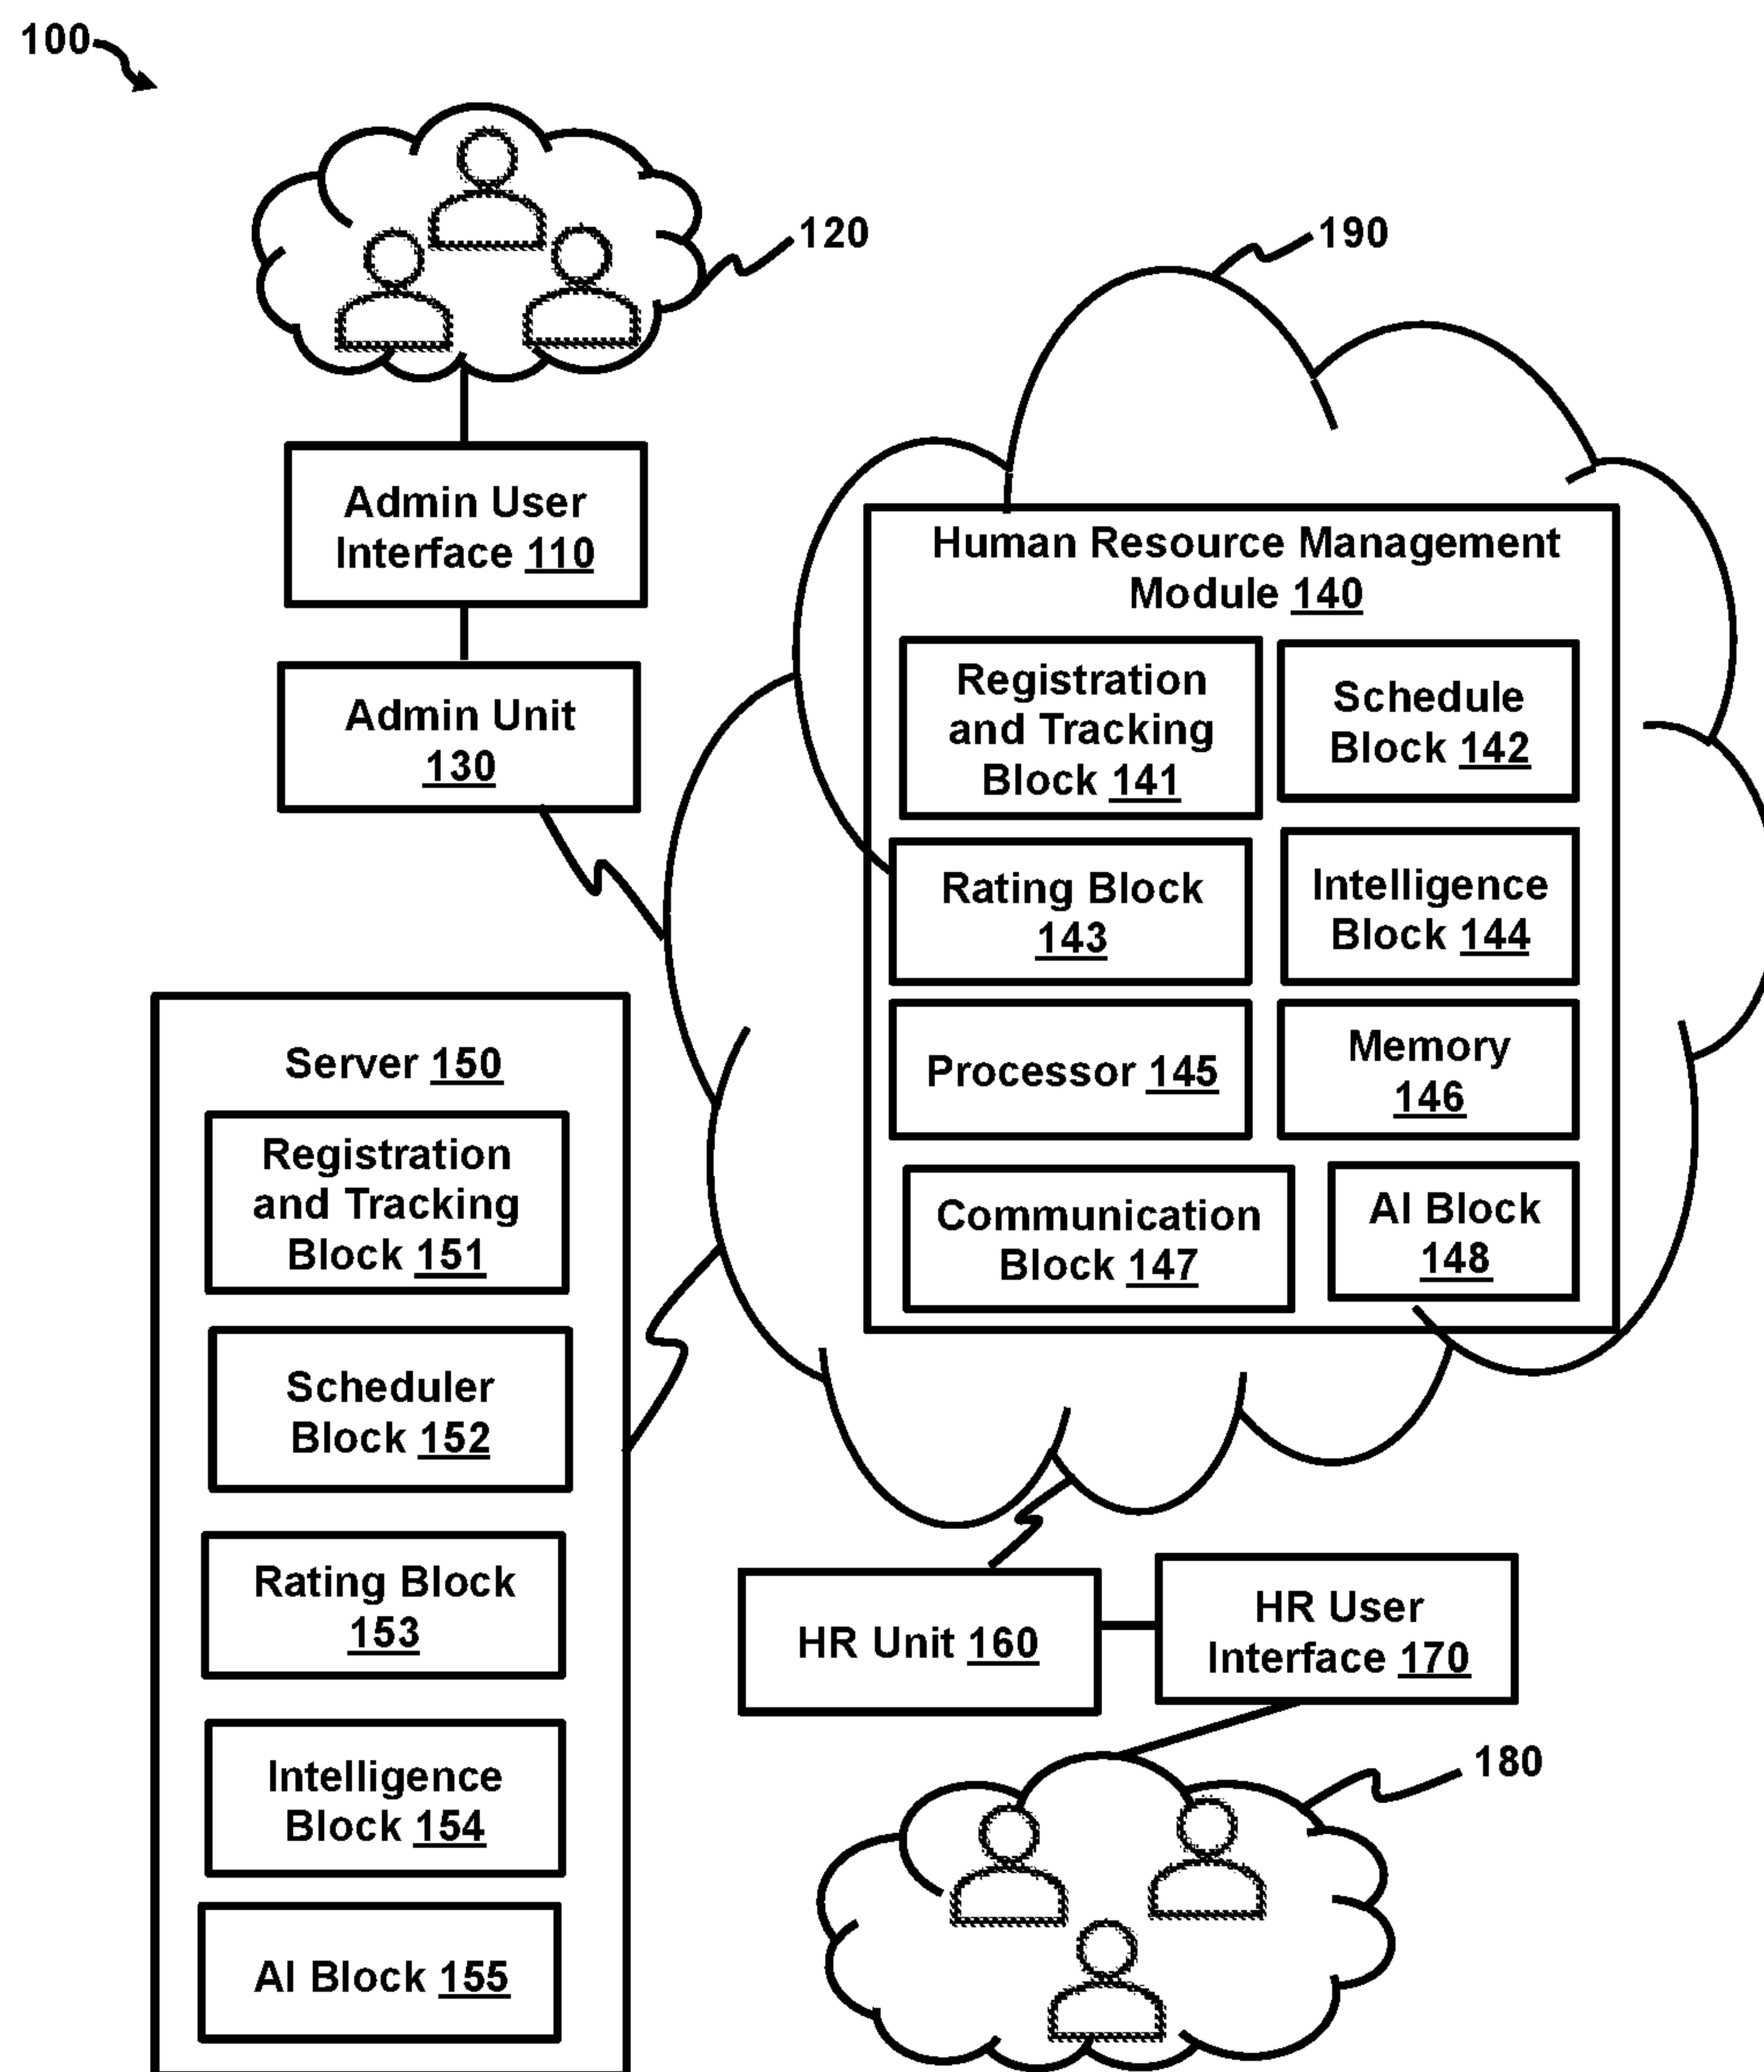 100
120
190
Admin User
Interface 110
Admin Unit
130
Human Resource Management
Module 140
Registration
and Tracking
Block 141
Schedule
Block 142
Rating Block
143
Intelligence
Block 144
Processor 145
Memory
146
Communication
Block 147
AI Block
148
Server 150
Registration
and Tracking
Block 151
Scheduler
Block 152
Rating Block
153
Intelligence
Block 154
AI Block 155
HR Unit 160
HR User
Interface 170
180